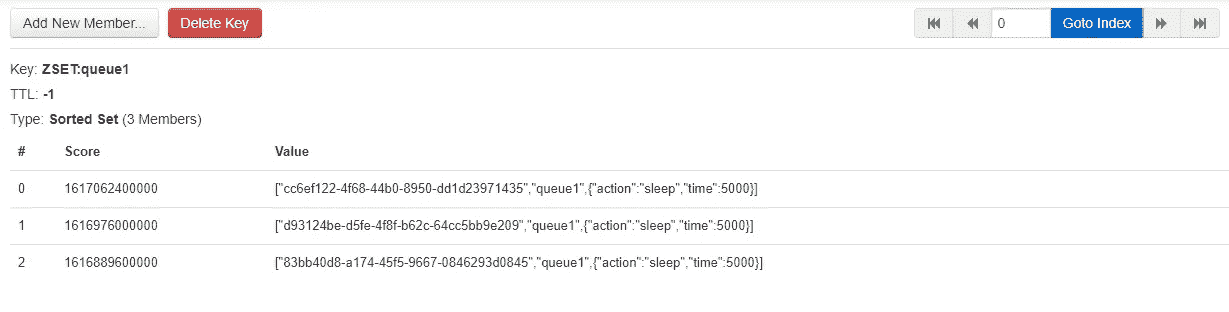 Add New Member... Delete Key 0 Goto Index
Key: ZSET:queue1
TTL: -1
Type: Sorted Set (3 Members)
# Score Value
0 1617062400000 ["cc6ef122-4f68-44b0-8950-dd1d23971435","queue1",{"action":"sleep","time":5000}]
1 1616976000000 ["d93124be-d5fe-4f8f-b62c-64cc5bb9e209","queue1",{"action":"sleep","time":5000}]
2 1616889600000 ["83bb40d8-a174-45f5-9667-0846293d0845","queue1",{"action":"sleep","time":5000}]